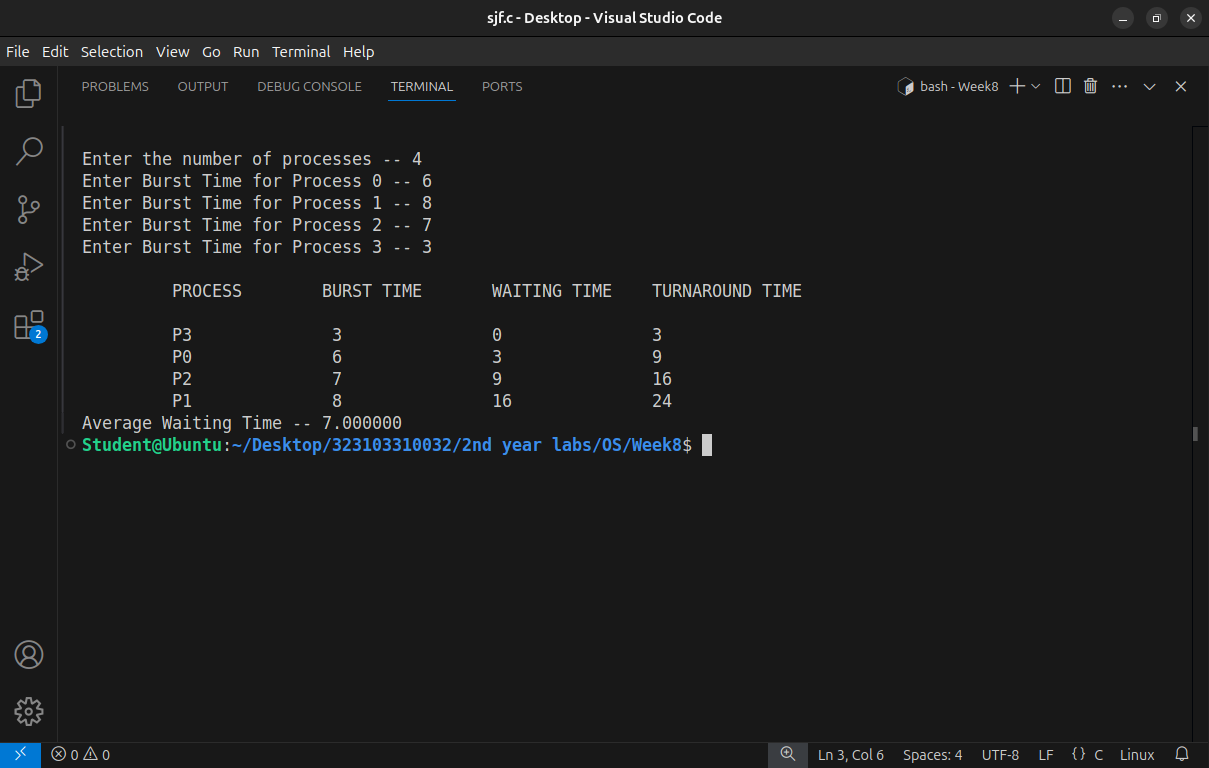 sjf.c - Desktop - Visual Studio Code
File Edit Selection View Go Run Terminal Help
PROBLEMS OUTPUT DEBUG CONSOLE TERMINAL PORTS bash - Week8
Enter the number of processes -- 4
Enter Burst Time for Process 0 -- 6
Enter Burst Time for Process 1 -- 8
Enter Burst Time for Process 2 -- 7
Enter Burst Time for Process 3 -- 3
PROCESS BURST TIME WAITING TIME TURNAROUND TIME
P3 3 0 3
P0 6 3 9
P2 7 9 16
P1 8 16 24
Average Waiting Time -- 7.000000
Student@Ubuntu:~/Desktop/323103310032/2nd year labs/OS/Week8$
2
0 0 Ln 3, Col 6 Spaces: 4 UTF-8 LF {} C Linux